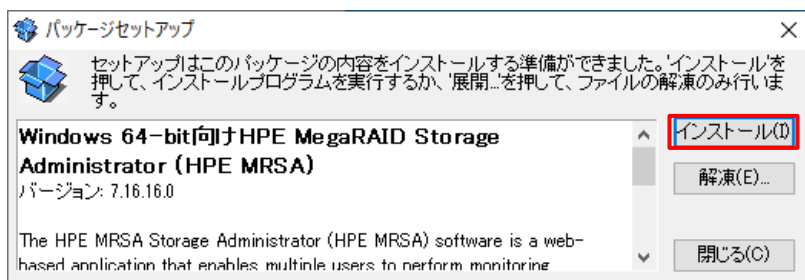 パッケージセットアップ
セットアップはこのパッケージの内容をインストールする準備ができました。'インストール'を
押して、インストールプログラムを実行するか、'展開...'を押して、ファイルの解凍のみ行いま
す。
Windows 64-bit向けHPE MegaRAID Storage
Administrator (HPE MRSA)
バージョン: 7.16.16.0
The HPE MRSA Storage Administrator (HPE MRSA) software is a web-
based application that enables multiple users to perform monitoring
インストール(I)
解凍(E)...
閉じる(C)